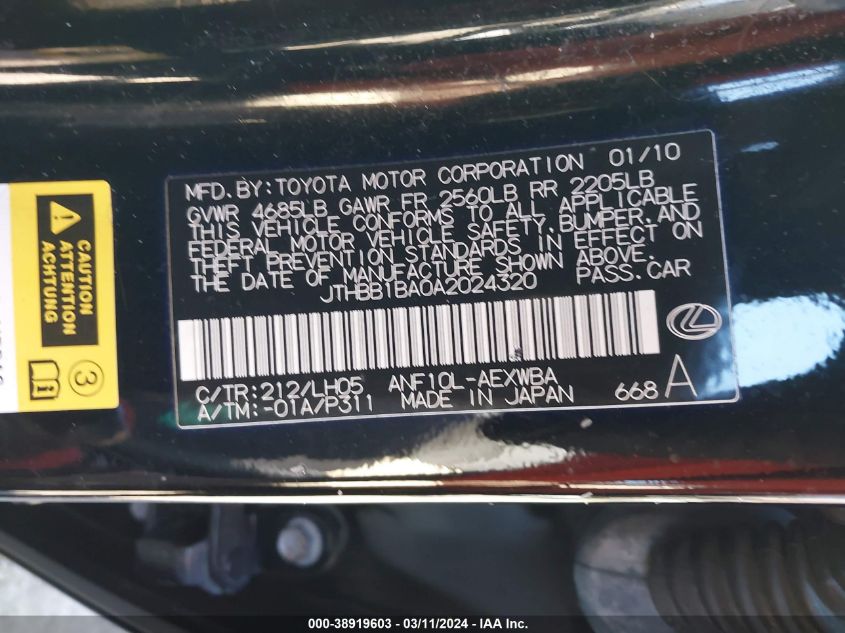 MFD. BY: TOYOTA MOTOR CORPORATION 01/10
GVWR 4685LB GAWR FR 2560LB RR 2205LB
THIS VEHICLE CONFORMS TO ALL APPLICABLE
FEDERAL MOTOR VEHICLE SAFETY, BUMPER, AND
THEFT PREVENTION STANDARDS IN EFFECT ON
THE DATE OF MANUFACTURE SHOWN ABOVE.
JTHBB1BA0A2024320 PASS. CAR
C/TR: 212/LH05 ANF10L-AEXWBA
A/TM: -01A/P311 MADE IN JAPAN 668 A
CAUTION
ATTENTION
ACHTUNG
3
000-38919603 - 03/11/2024 - IAA Inc.